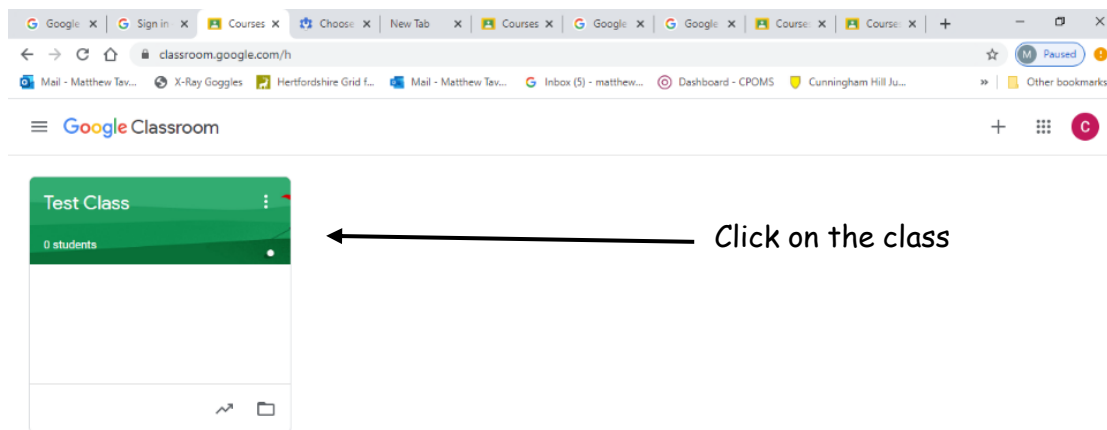 Google Sign in Courses Choose New Tab Courses Google Google Course: Course:
classroom.google.com/h M Paused
Mail - Matthew Tav... X-Ray Goggles Hertfordshire Grid f... Mail - Matthew Tav... Inbox (5) - matthew... Dashboard - CPOMS Cunningham Hill Ju... » Other bookmarks
Google Classroom C
Test Class
0 students
Click on the class